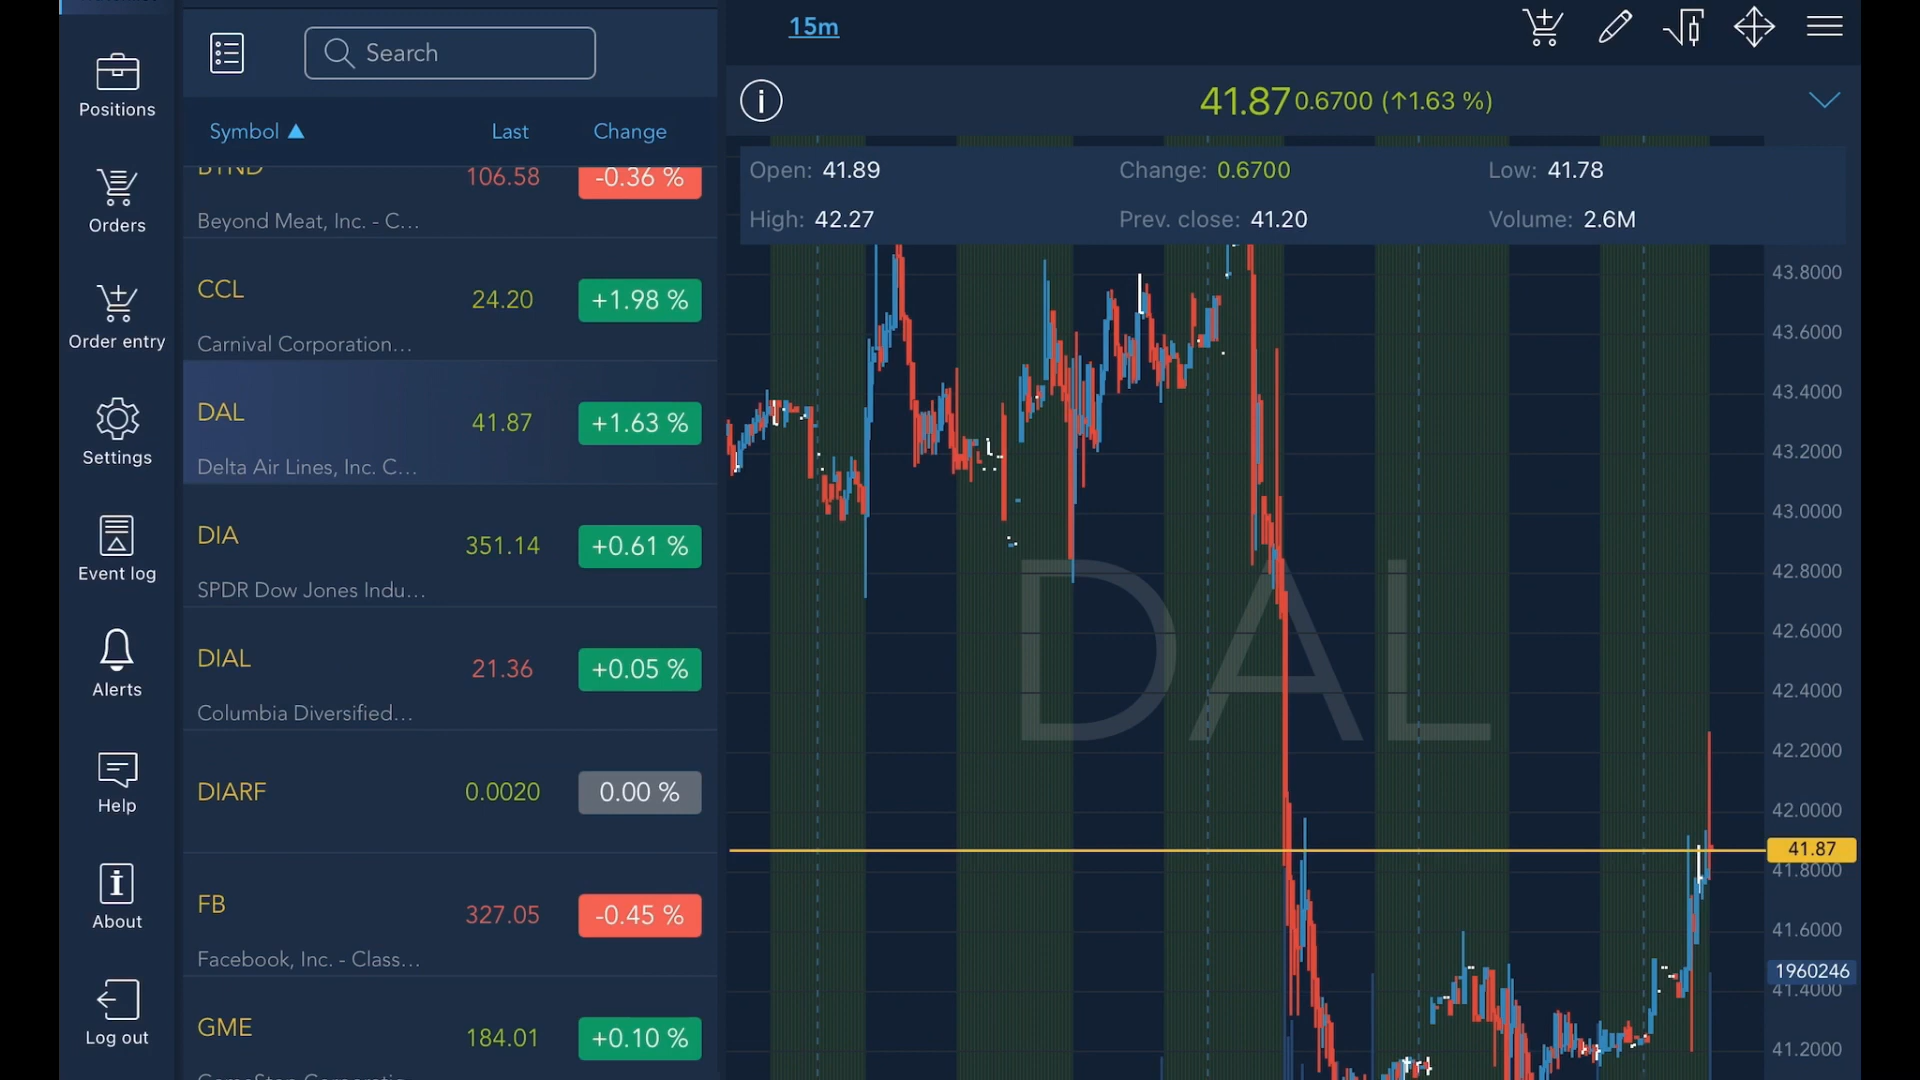 15m
Search
Positions
41.87 0.6700 (↑1.63 %)
Symbol ▲ Last Change
Open: 41.89 Change: 0.6700 Low: 41.78
High: 42.27 Prev. close: 41.20 Volume: 2.6M
BYND 106.58 -0.36 %
Beyond Meat, Inc. - C...
Orders
CCL 24.20 +1.98 %
Carnival Corporation...
Order entry
DAL 41.87 +1.63 %
Delta Air Lines, Inc. C...
Settings
DIA 351.14 +0.61 %
SPDR Dow Jones Indu...
Event log
DIAL 21.36 +0.05 %
Columbia Diversified...
Alerts
DIARF 0.0020 0.00 %
Help
FB 327.05 -0.45 %
Facebook, Inc. - Class...
About
GME 184.01 +0.10 %
Log out
DAL
43.8000
43.6000
43.4000
43.2000
43.0000
42.8000
42.6000
42.4000
42.2000
42.0000
41.87
41.8000
41.6000
1960246
41.4000
41.2000